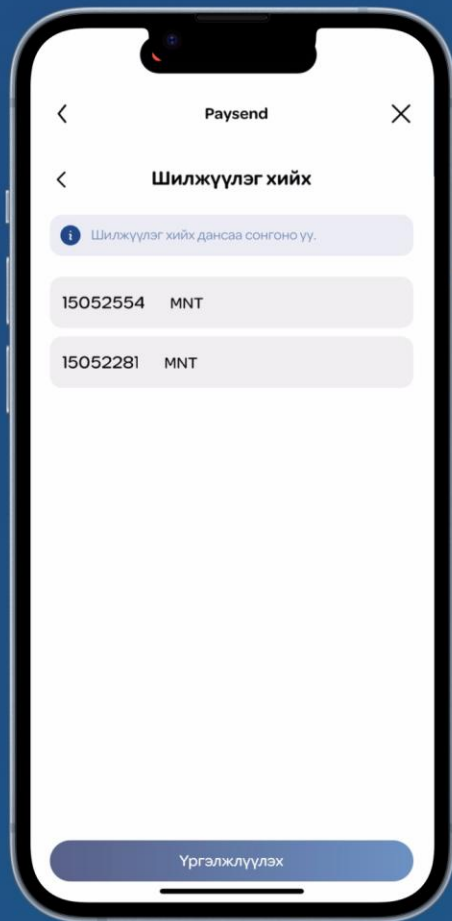 Paysend
Шилжүүлэг хийх
Шилжүүлэг хийх дансаа сонгоно уу.
15052554 MNT
15052281 MNT
Үргэлжлүүлэх